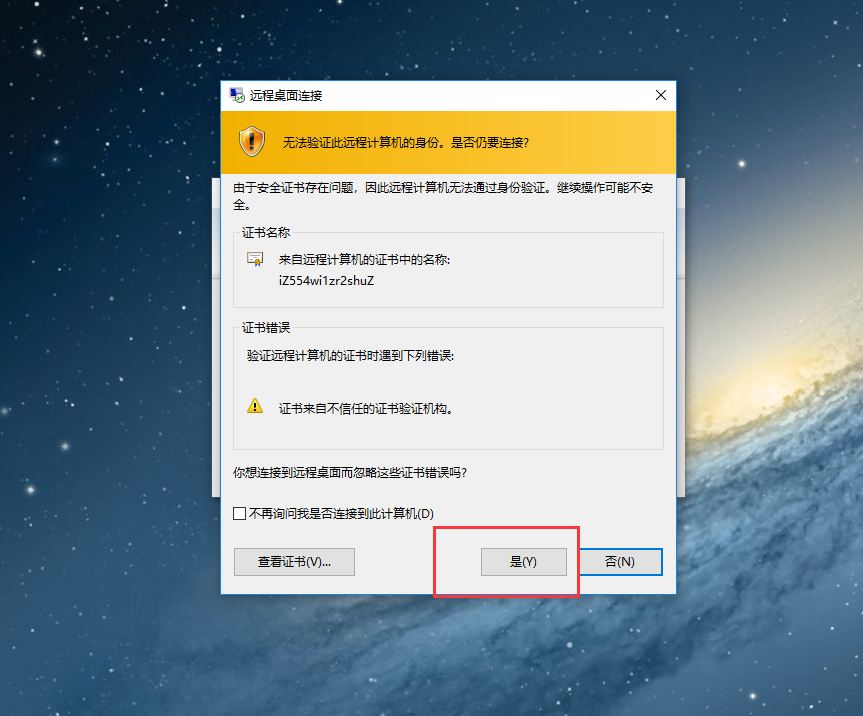 远程桌面连接
无法验证此远程计算机的身份。是否仍要连接?
由于安全证书存在问题，因此远程计算机无法通过身份验证。继续操作可能不安
全。
证书名称
来自远程计算机的证书中的名称:
iZ554wi1zr2shuZ
证书错误
验证远程计算机的证书时遇到下列错误:
证书来自不信任的证书验证机构。
你想连接到远程桌面而忽略这些证书错误吗?
不再询问我是否连接到此计算机(D)
查看证书(V)...
是(Y)
否(N)